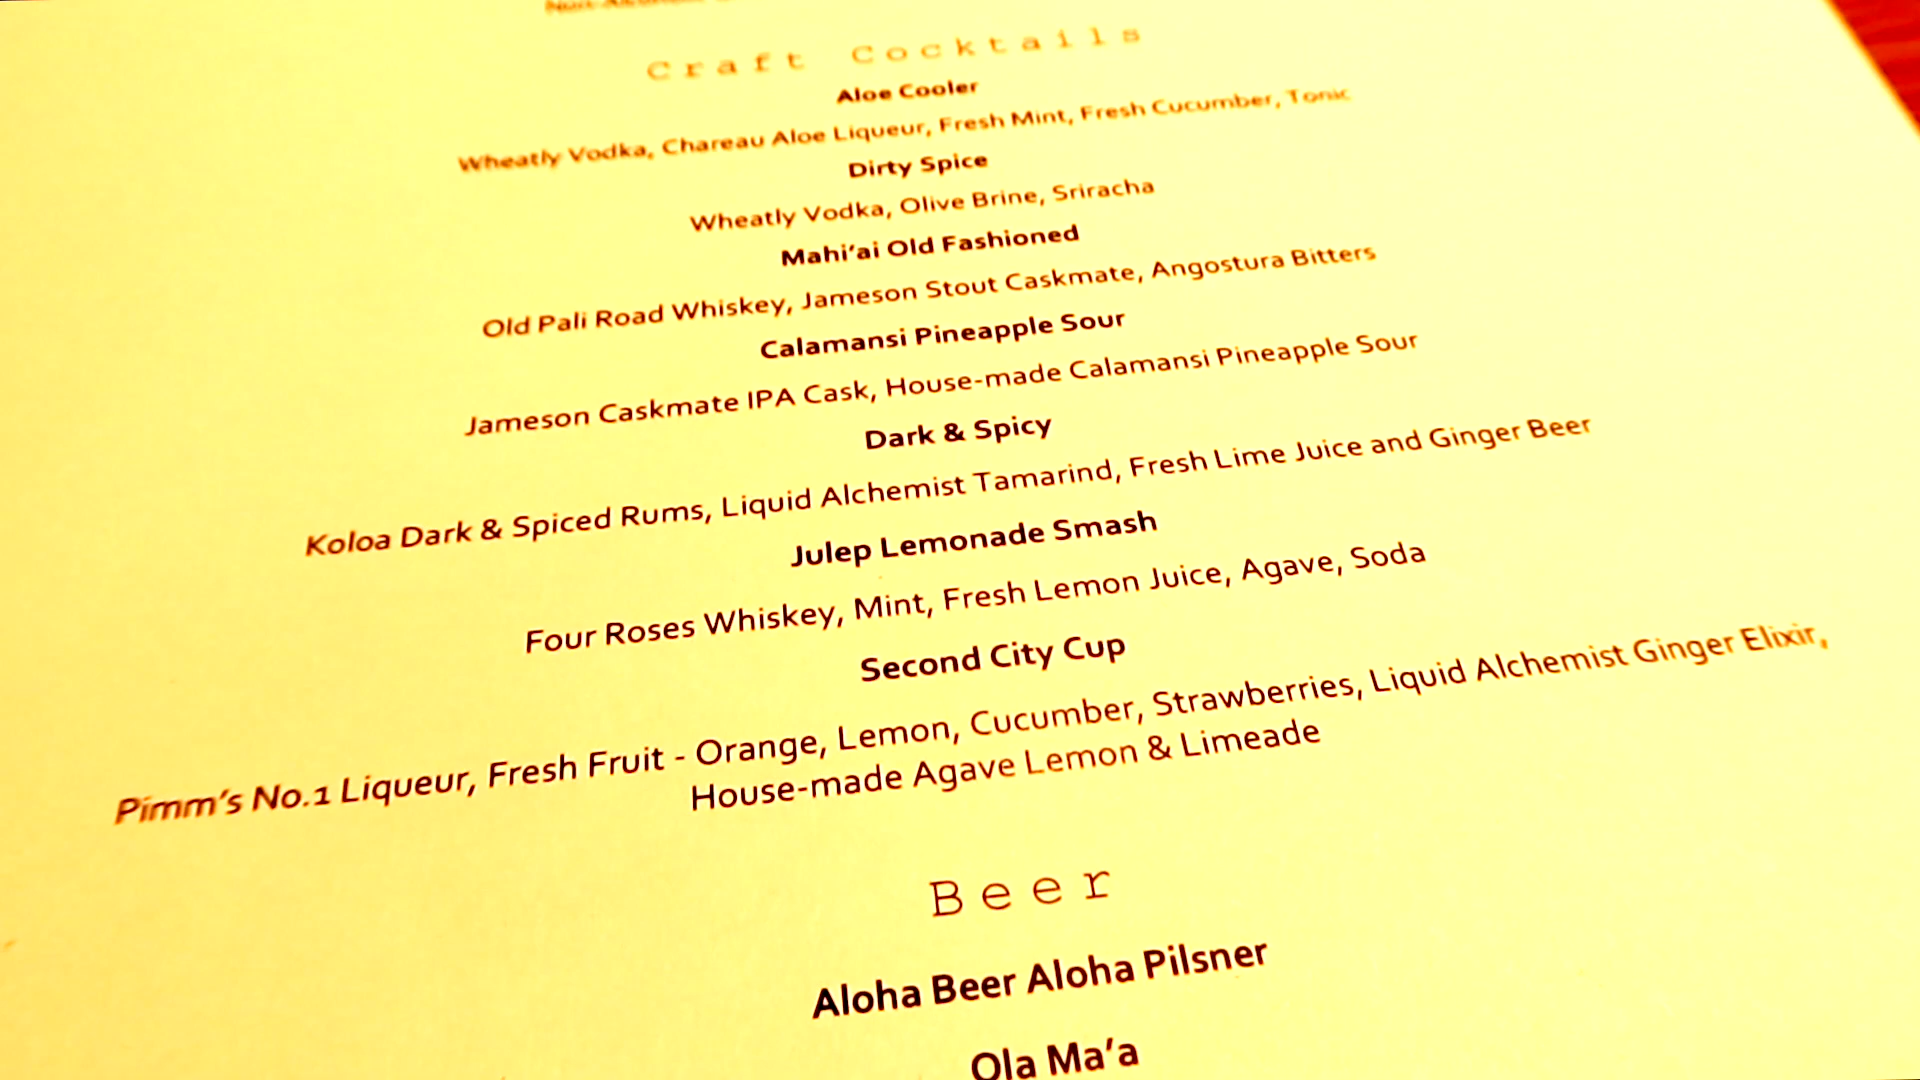 Craft Cocktails
Aloe Cooler
Wheatly Vodka, Chareau Aloe Liqueur, Fresh Mint, Fresh Cucumber, Tonic
Dirty Spice
Wheatly Vodka, Olive Brine, Sriracha
Mahi'ai Old Fashioned
Old Pali Road Whiskey, Jameson Stout Caskmate, Angostura Bitters
Calamansi Pineapple Sour
Jameson Caskmate IPA Cask, House-made Calamansi Pineapple Sour
Dark & Spicy
Koloa Dark & Spiced Rums, Liquid Alchemist Tamarind, Fresh Lime Juice and Ginger Beer
Julep Lemonade Smash
Four Roses Whiskey, Mint, Fresh Lemon Juice, Agave, Soda
Second City Cup
Pimm's No.1 Liqueur, Fresh Fruit - Orange, Lemon, Cucumber, Strawberries, Liquid Alchemist Ginger Elixir,
House-made Agave Lemon & Limeade
Beer
Aloha Beer Aloha Pilsner
Ola Ma'a